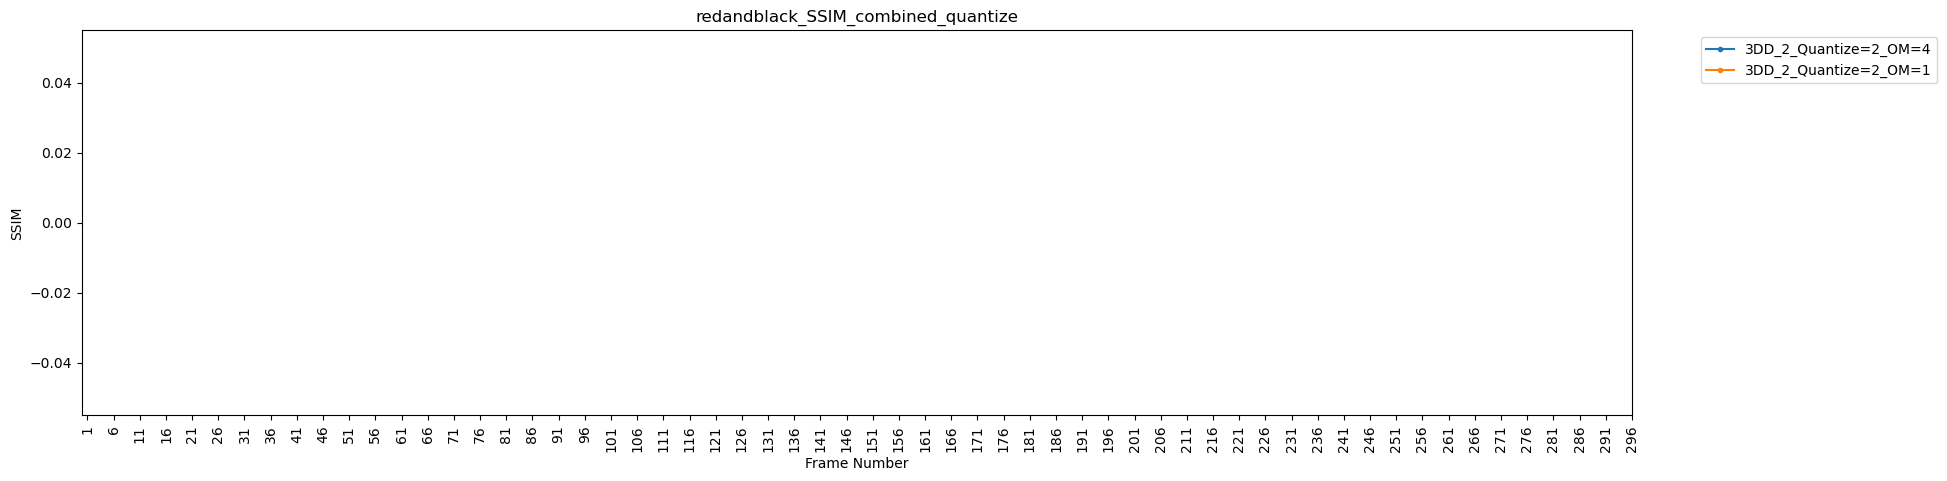 redandblack_SSIM_combined_quantize
3DD_2_Quantize=2_OM=4
3DD_2_Quantize=2_OM=1
SSIM
0.04
0.02
0.00
−0.02
−0.04
1 6 11 16 21 26 31 36 41 46 51 56 61 66 71 76 81 86 91 96 101 106 111 116 121 126 131 136 141 146 151 156 161 166 171 176 181 186 191 196 201 206 211 216 221 226 231 236 241 246 251 256 261 266 271 276 281 286 291 296
Frame Number